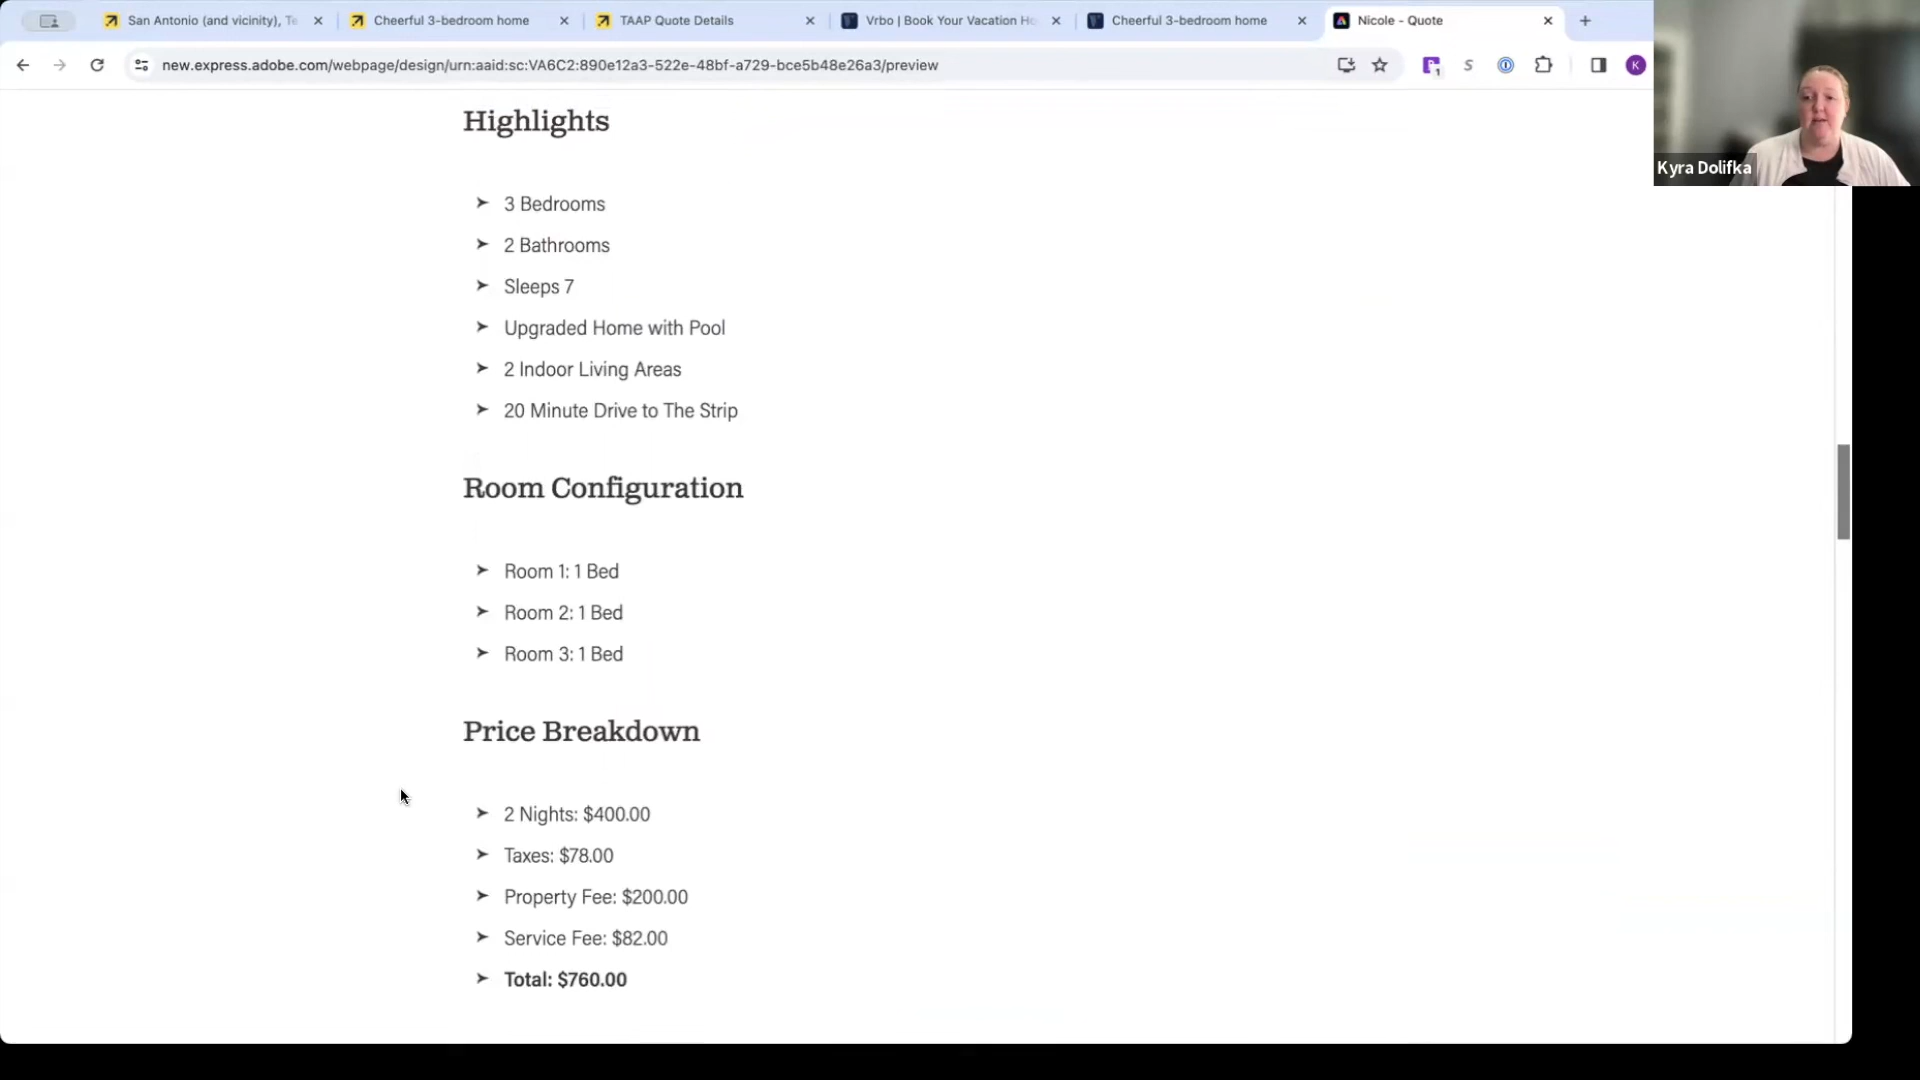 San Antonio (and vicinity), Te
Cheerful 3-bedroom home
TAAP Quote Details
Vrbo | Book Your Vacation Ho
Cheerful 3-bedroom home
Nicole - Quote
new.express.adobe.com/webpage/design/urn:aaid:sc:VA6C2:890e12a3-522e-48bf-a729-bce5b48e26a3/preview
1
S
K
Kyra Dolifka
Highlights
3 Bedrooms
2 Bathrooms
Sleeps 7
Upgraded Home with Pool
2 Indoor Living Areas
20 Minute Drive to The Strip
Room Configuration
Room 1: 1 Bed
Room 2: 1 Bed
Room 3: 1 Bed
Price Breakdown
2 Nights: $400.00
Taxes: $78.00
Property Fee: $200.00
Service Fee: $82.00
Total: $760.00